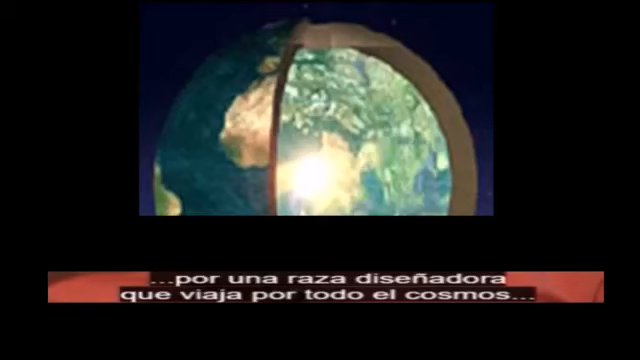 ...por una raza diseñadora
que viaja por todo el cosmos...